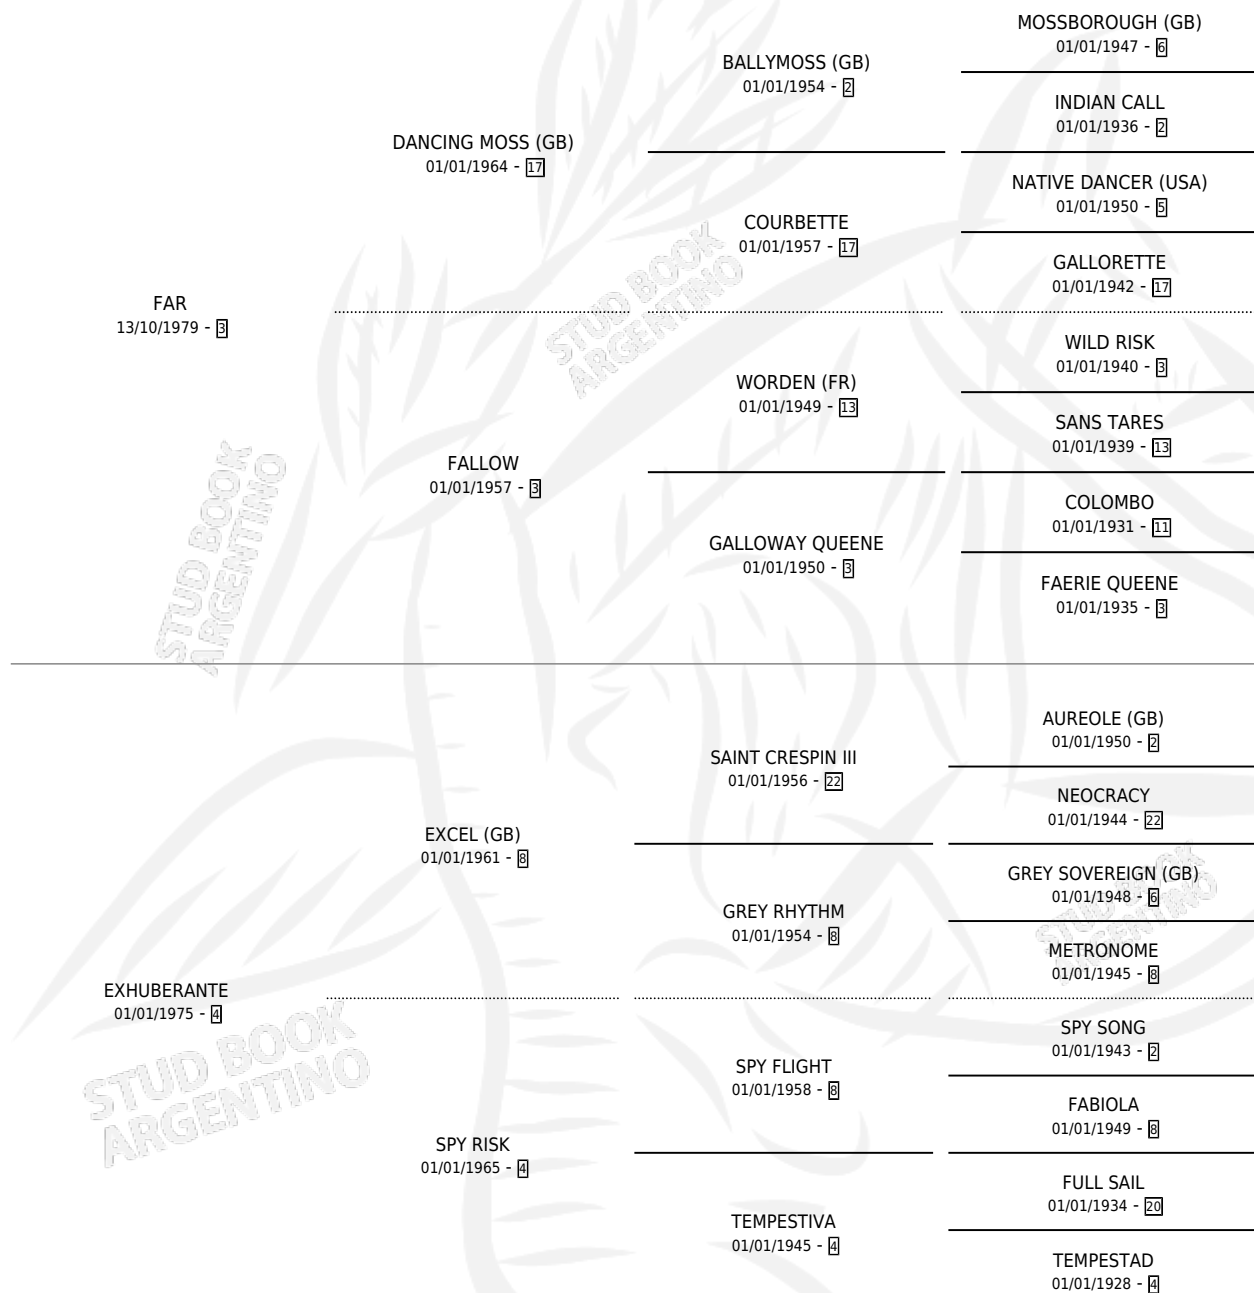 MOSSBOROUGH (GB)
01/01/1947 - 6
BALLYMOSS (GB)
01/01/1954 - 2
INDIAN CALL
01/01/1936 - 2
DANCING MOSS (GB)
01/01/1964 - 17
NATIVE DANCER (USA)
01/01/1950 - 5
COURBETTE
01/01/1957 - 17
GALLORETTE
01/01/1942 - 17
FAR
13/10/1979 - 3
WILD RISK
01/01/1940 - 3
WORDEN (FR)
01/01/1949 - 13
SANS TARES
01/01/1939 - 13
FALLOW
01/01/1957 - 3
COLOMBO
01/01/1931 - 11
GALLOWAY QUEENE
01/01/1950 - 3
FAERIE QUEENE
01/01/1935 - 3
STUD BOOK
ARGENTINO
STUD BOOK
ARGENTINO
AUREOLE (GB)
01/01/1950 - 2
SAINT CRESPIN III
01/01/1956 - 22
NEOCRACY
01/01/1944 - 22
EXCEL (GB)
01/01/1961 - 8
GREY SOVEREIGN (GB)
01/01/1948 - 6
GREY RHYTHM
01/01/1954 - 8
METRONOME
01/01/1945 - 8
EXHUBERANTE
01/01/1975 - 4
SPY SONG
01/01/1943 - 2
SPY FLIGHT
01/01/1958 - 8
FABIOLA
01/01/1949 - 8
SPY RISK
01/01/1965 - 4
FULL SAIL
01/01/1934 - 20
TEMPESTIVA
01/01/1945 - 4
TEMPESTAD
01/01/1928 - 4
STUD BOOK
ARGENTINO
STUD BOOK
ARGENTINO